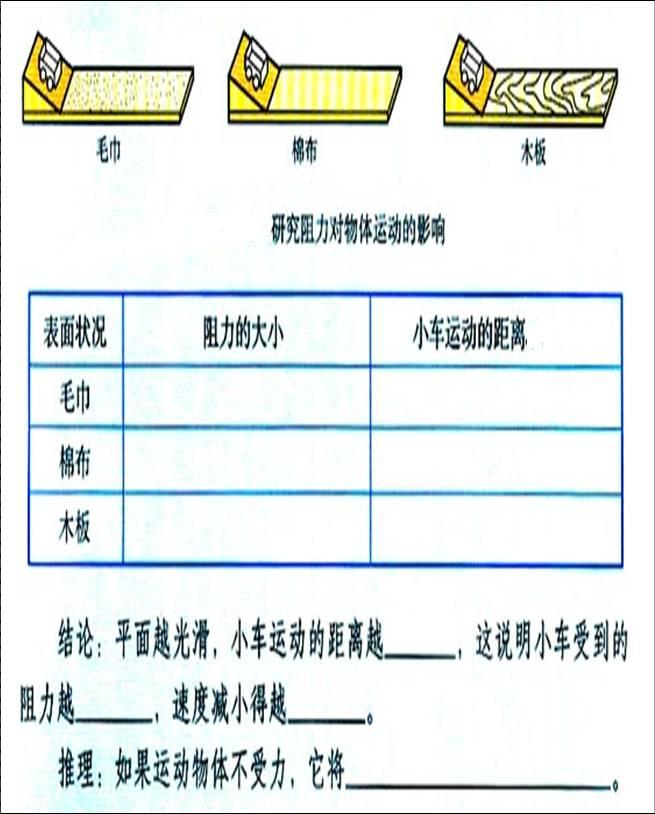 毛巾 棉布 木板
研究阻力对物体运动的影响
表面状况 阻力的大小 小车运动的距离
毛巾
棉布
木板
结论：平面越光滑，小车运动的距离越______，这说明小车受到的
阻力越______，速度减小得越______。
推理：如果运动物体不受力，它将____________________。